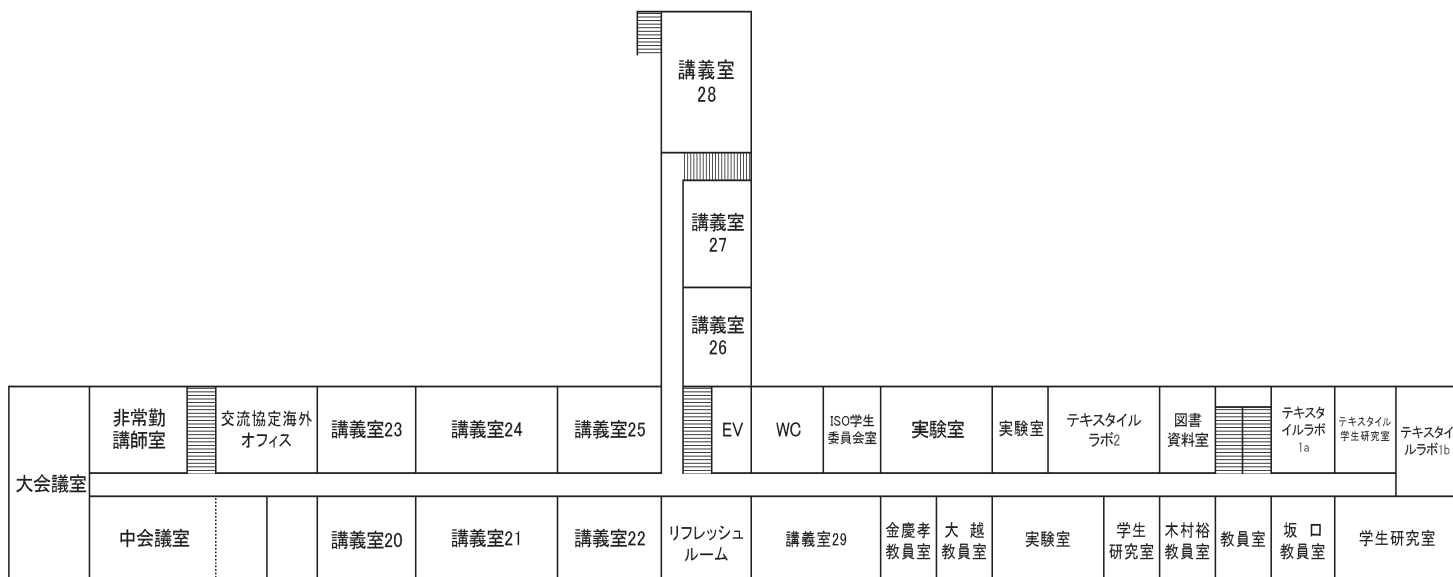 講義室
28
講義室
27
講義室
26
大会議室
非常勤
講師室
交流協定海外
オフィス
講義室23
講義室24
講義室25
EV
WC
ISO学生
委員会室
実験室
実験室
テキスタイル
ラボ2
図書
資料室
テキスタ
イルラボ
1a
テキスタイル
学生研究室
テキスタイ
ルラボ1b
中会議室
講義室20
講義室21
講義室22
リフレッシュ
ルーム
講義室29
金慶孝
教員室
大 越
教員室
実験室
学生
研究室
木村裕
教員室
教員室
坂 口
教員室
学生研究室